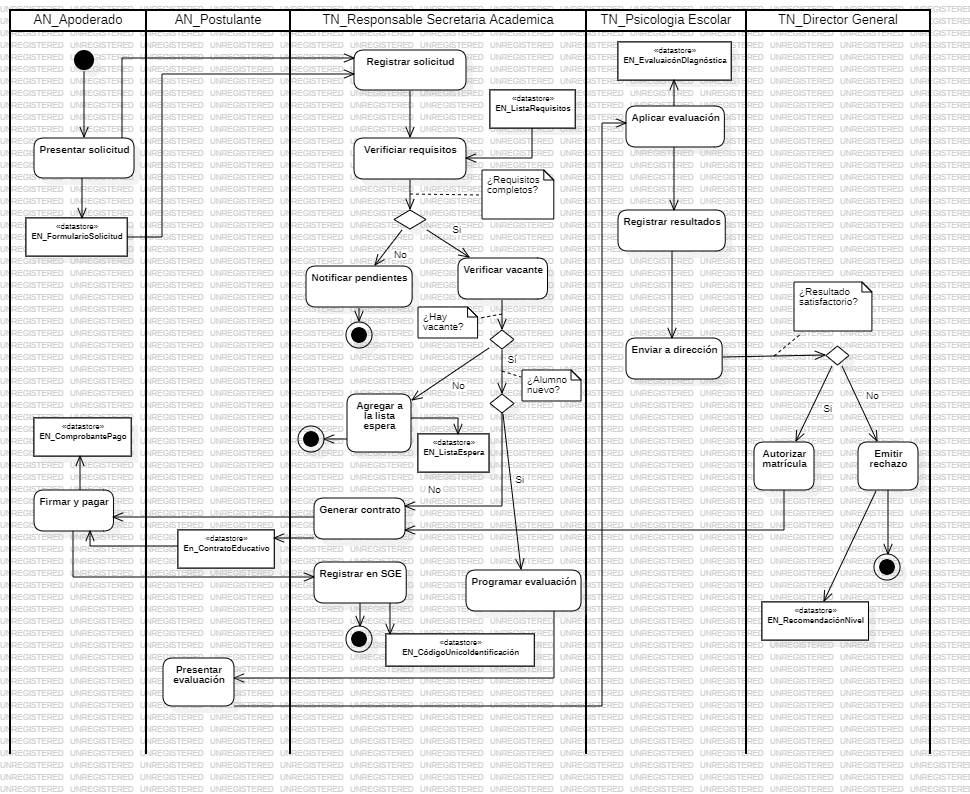 AN_Apoderado
AN_Postulante
TN_Responsable Secretaria Academica
TN_Psicologia Escolar
TN_Director General
Registrar solicitud
«datastore»
EN_EvaluaicónDIagnóstica
«datastore»
EN_ListaRequisitos
Aplicar evaluación
Presentar solicitud
Verificiar requisitos
¿Requisitos
completos?
«datastore»
EN_FormularioSolicitud
Registrar resultados
Si
No
Verificar vacante
Notificar pendientes
¿Resultado
satisfactorio?
¿Hay
vacante?
Enviar a dirección
Si
¿Alumno
nuevo?
No
No
Si
Agregar a
la lista
espera
«datastore»
EN_ComprobantePago
«datastore»
EN_ListaEspera
Autorizar
matrícula
Emitir
rechazo
Si
No
Firmar y pagar
Generar contrato
«datastore»
En_ContratoEducativo
Registrar en SGE
Programar evaluación
«datastore»
EN_RecomendaciónNivel
«datastore»
EN_CódigoUnicoIdentificación
Presentar
evaluación
UNREGISTERED